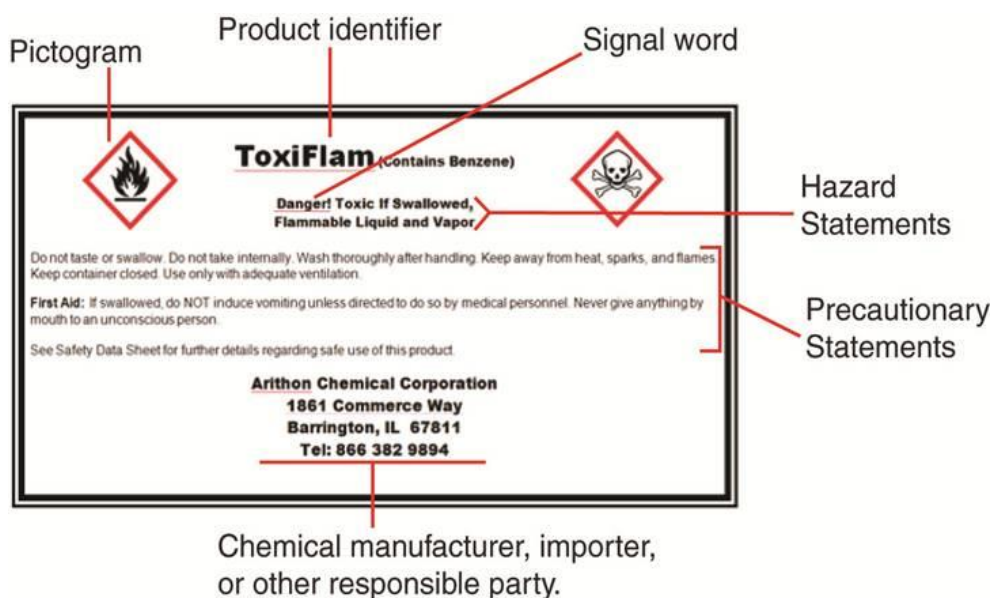 Pictogram
Product identifier
Signal word
ToxiFlam (Contains Benzene)
Danger! Toxic If Swallowed,
Flammable Liquid and Vapor
Hazard
Statements
Do not taste or swallow. Do not take internally. Wash thoroughly after handling. Keep away from heat, sparks, and flames.
Keep container closed. Use only with adequate ventilation.
First Aid: If swallowed, do NOT induce vomiting unless directed to do so by medical personnel. Never give anything by
mouth to an unconscious person.
See Safety Data Sheet for further details regarding safe use of this product.
Precautionary
Statements
Arithon Chemical Corporation
1861 Commerce Way
Barrington, IL 67811
Tel: 866 382 9894
Chemical manufacturer, importer,
or other responsible party.